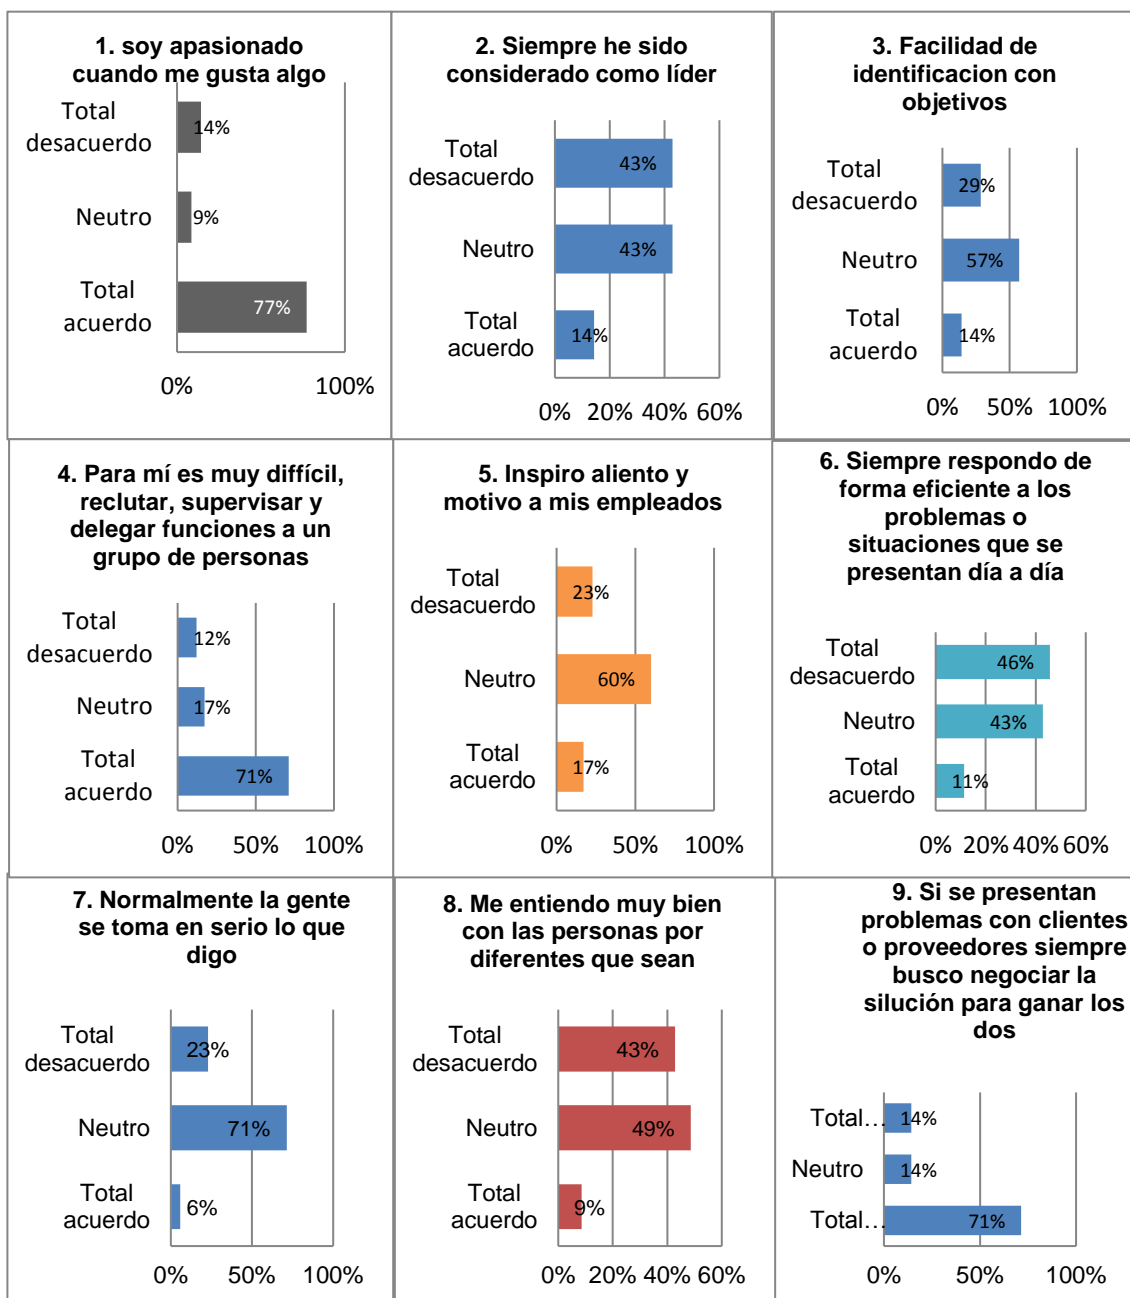 1. soy apasionado
cuando me gusta algo
Total
desacuerdo
14%
Neutro
9%
Total
acuerdo
77%
0%
100%
2. Siempre he sido
considerado como líder
Total
desacuerdo
43%
Neutro
43%
Total
acuerdo
14%
0%
20%
40%
60%
3. Facilidad de
identificacion con
objetivos
Total
desacuerdo
29%
Neutro
57%
Total
acuerdo
14%
0%
50%
100%
4. Para mí es muy diffícil,
reclutar, supervisar y
delegar funciones a un
grupo de personas
Total
desacuerdo
12%
Neutro
17%
Total
acuerdo
71%
0%
50%
100%
5. Inspiro aliento y
motivo a mis empleados
Total
desacuerdo
23%
Neutro
60%
Total
acuerdo
17%
0%
50%
100%
6. Siempre respondo de
forma eficiente a los
problemas o
situaciones que se
presentan día a día
Total
desacuerdo
46%
Neutro
43%
Total
acuerdo
11%
0%
20%
40%
60%
7. Normalmente la gente
se toma en serio lo que
digo
Total
desacuerdo
23%
Neutro
71%
Total
acuerdo
6%
0%
50%
100%
8. Me entiendo muy bien
con las personas por
diferentes que sean
Total
desacuerdo
43%
Neutro
49%
Total
acuerdo
9%
0%
20%
40%
60%
9. Si se presentan
problemas con clientes
o proveedores siempre
busco negociar la
silución para ganar los
dos
Total…
14%
Neutro
14%
Total…
71%
0%
50%
100%